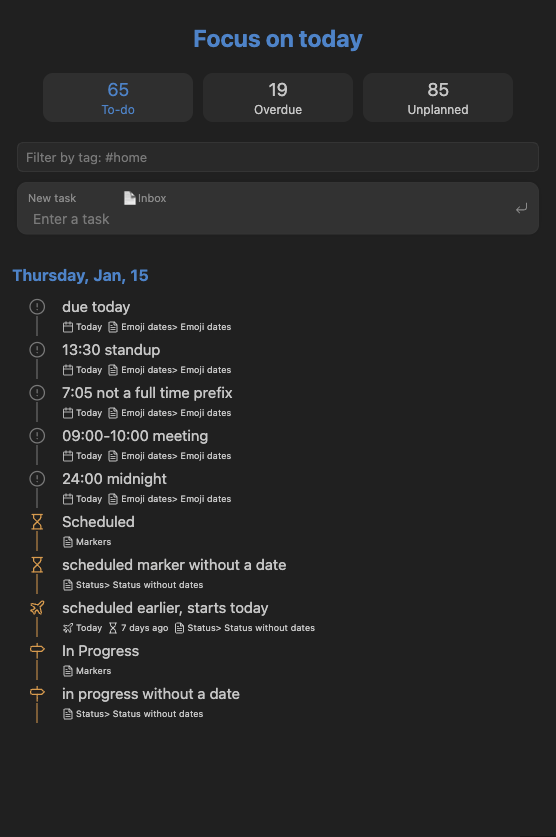 Focus on today
65
To-do
19
Overdue
85
Unplanned
Filter by tag: #home
New task
Inbox
Enter a task
Thursday, Jan, 15
due today
Today Emoji dates> Emoji dates
13:30 standup
Today Emoji dates> Emoji dates
7:05 not a full time prefix
Today Emoji dates> Emoji dates
09:00-10:00 meeting
Today Emoji dates> Emoji dates
24:00 midnight
Today Emoji dates> Emoji dates
Scheduled
Markers
scheduled marker without a date
Status> Status without dates
scheduled earlier, starts today
Today 7 days ago Status> Status without dates
In Progress
Markers
in progress without a date
Status> Status without dates